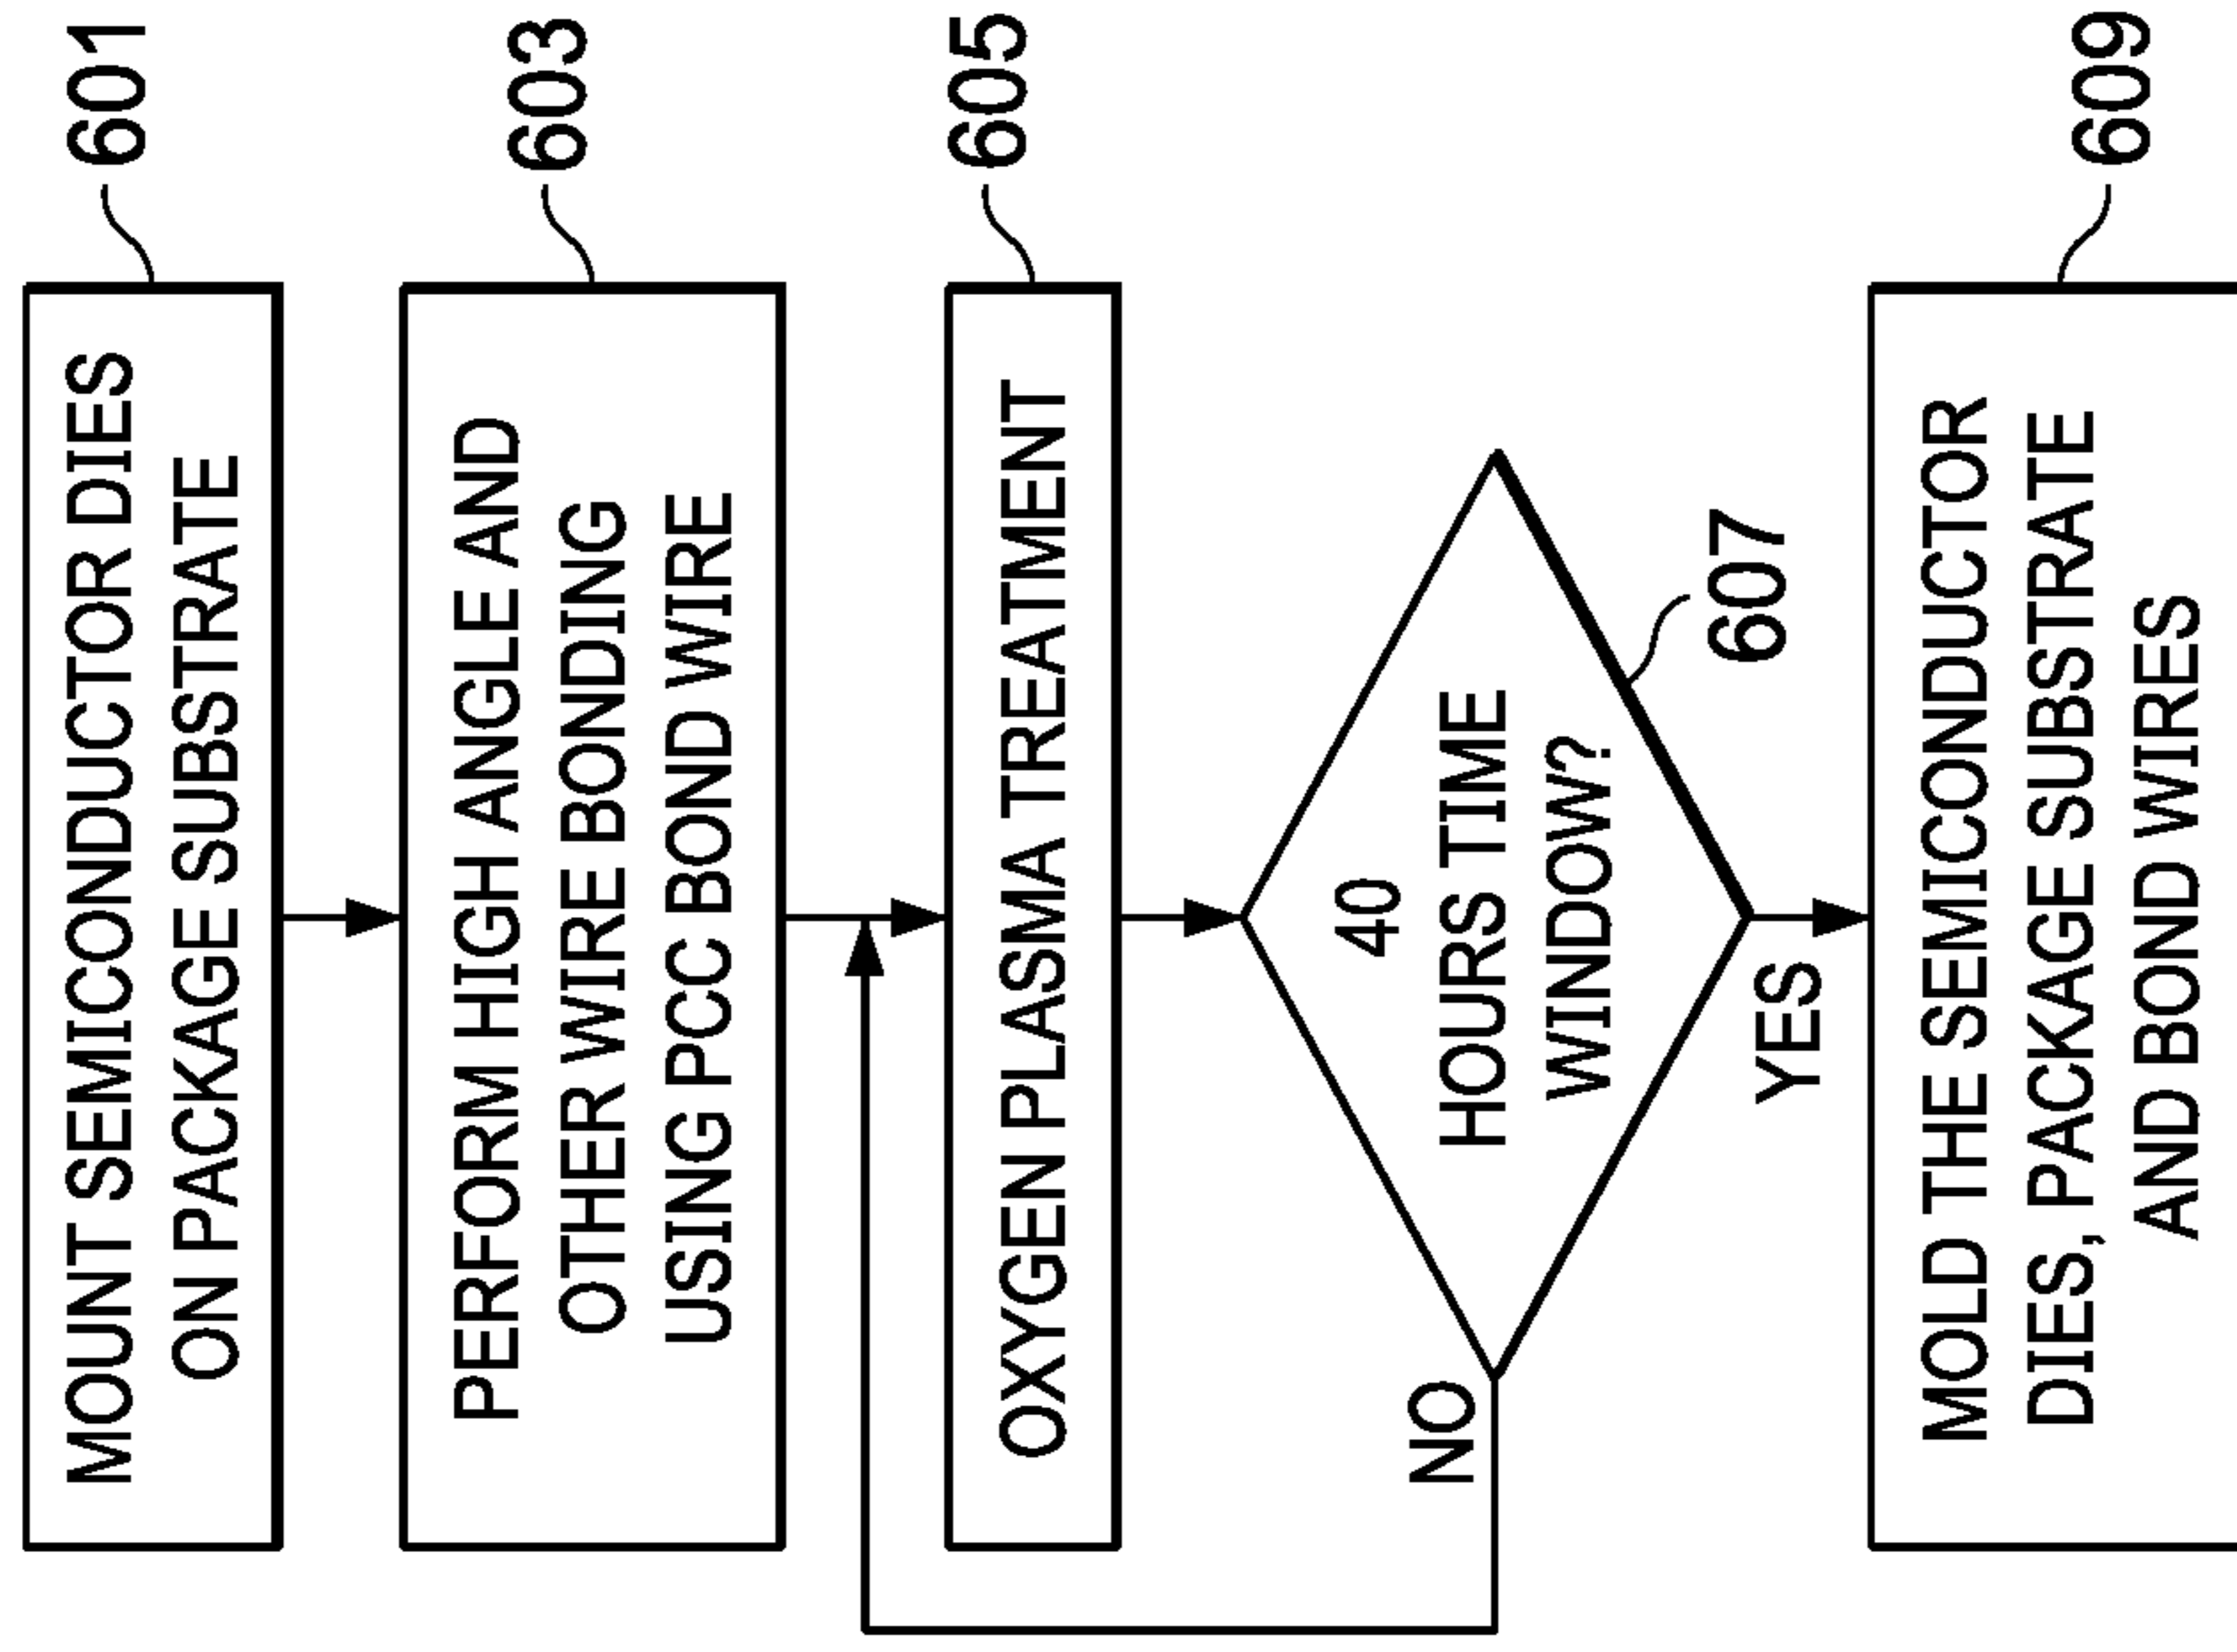 MOUNT SEMICONDUCTOR DIES
ON PACKAGE SUBSTRATE
601
PERFORM HIGH ANGLE AND
OTHER WIRE BONDING
USING PCC BOND WIRE
603
OXYGEN PLASMA TREATMENT
605
40
HOURS TIME
WINDOW?
607
NO
YES
MOLD THE SEMICONDUCTOR
DIES, PACKAGE SUBSTRATE
AND BOND WIRES
609